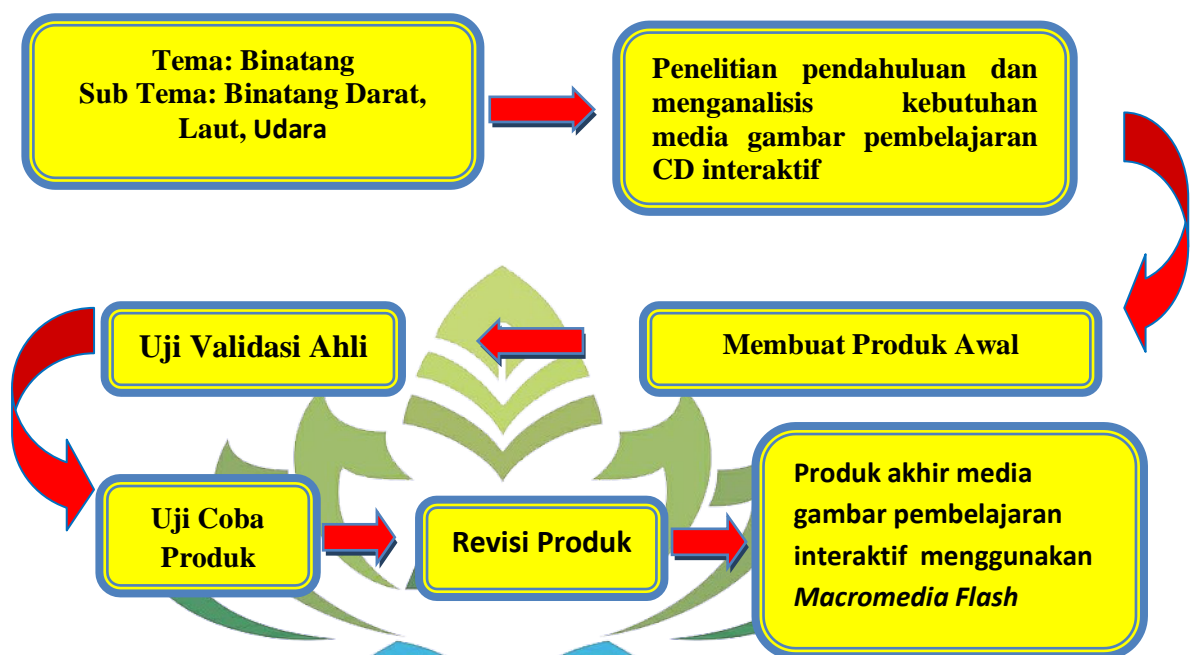 Tema: Binatang
Sub Tema: Binatang Darat,
Laut, Udara
Penelitian pendahuluan dan
menganalisis kebutuhan
media gambar pembelajaran
CD interaktif
Membuat Produk Awal
Uji Validasi Ahli
Uji Coba
Produk
Revisi Produk
Produk akhir media
gambar pembelajaran
interaktif menggunakan
Macromedia Flash